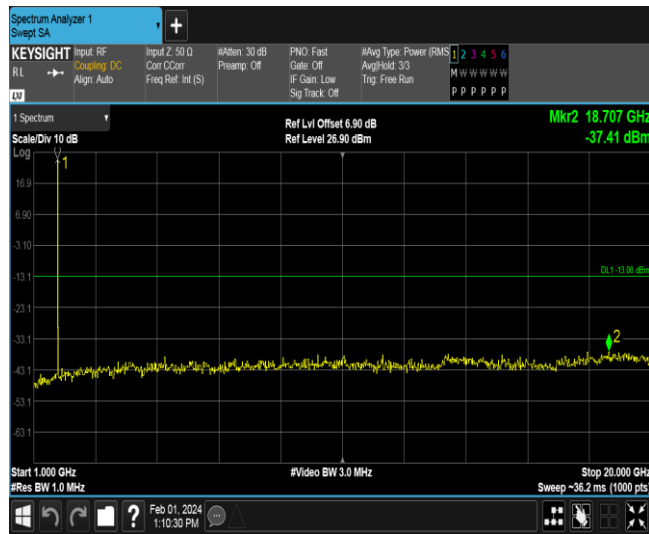 Spectrum Analyzer 1
Swept SA
KEYSIGHT
RL
LXI
Input: RF
Coupling: DC
Align: Auto
Input Z: 50 Ω
Corr CCorr
Freq Ref: Int (S)
#Atten: 30 dB
Preamp: Off
PNO: Fast
Gate: Off
IF Gain: Low
Sig Track: Off
#Avg Type: Power (RMS
Avg|Hold: 3/3
Trig: Free Run
1 2 3 4 5 6
M W W W W W
P P P P P P
1 Spectrum
Scale/Div 10 dB
Log
Ref Lvl Offset 6.90 dB
Ref Level 26.90 dBm
Mkr2 18.707 GHz
-37.41 dBm
1
16.9
6.90
-3.10
DL1 -13.00 dBm
-13.1
-23.1
-33.1
2
-43.1
-53.1
-63.1
Start 1.000 GHz
#Res BW 1.0 MHz
#Video BW 3.0 MHz
Stop 20.000 GHz
Sweep ~36.2 ms (1000 pts
?
Feb 01, 2024
1:10:30 PM